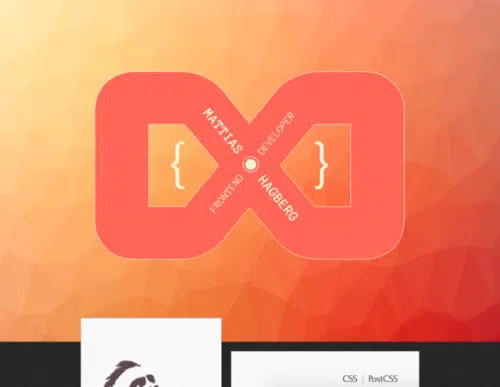 MATTIAS
DEVELOPER
{
}
FRONTEND
HAGBERG
CSS | PostCSS